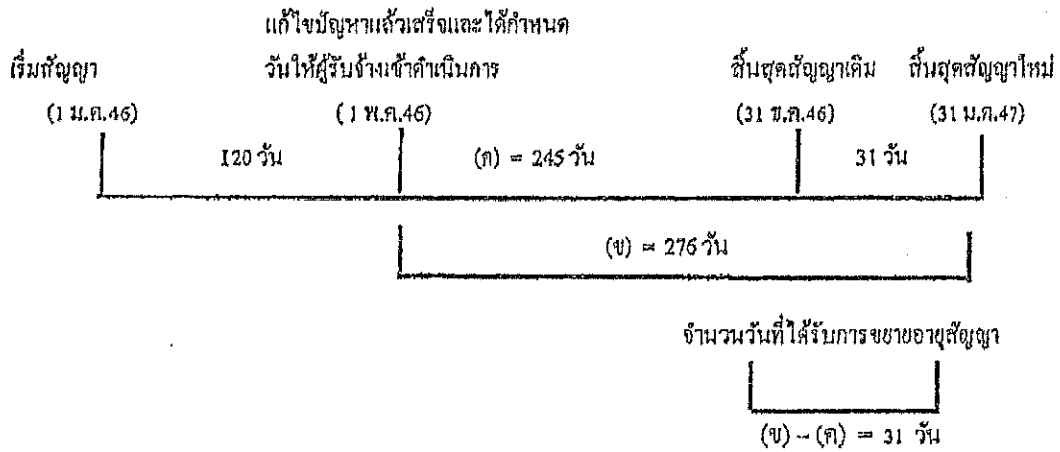 แก้ไขปัญหาแล้วเสร็จและได้กำหนด
เริ่มสัญญา วันให้ผู้รับจ้างเข้าดำเนินการ สิ้นสุดสัญญาเดิม สิ้นสุดสัญญาใหม่
(1 ม.ค.46) (1 พ.ค.46) (31 ธ.ค.46) (31 ม.ค.47)
120 วัน (ค) = 245 วัน 31 วัน
(ข) = 276 วัน
จำนวนวันที่ได้รับการขยายอายุสัญญา
(ข) - (ค) = 31 วัน